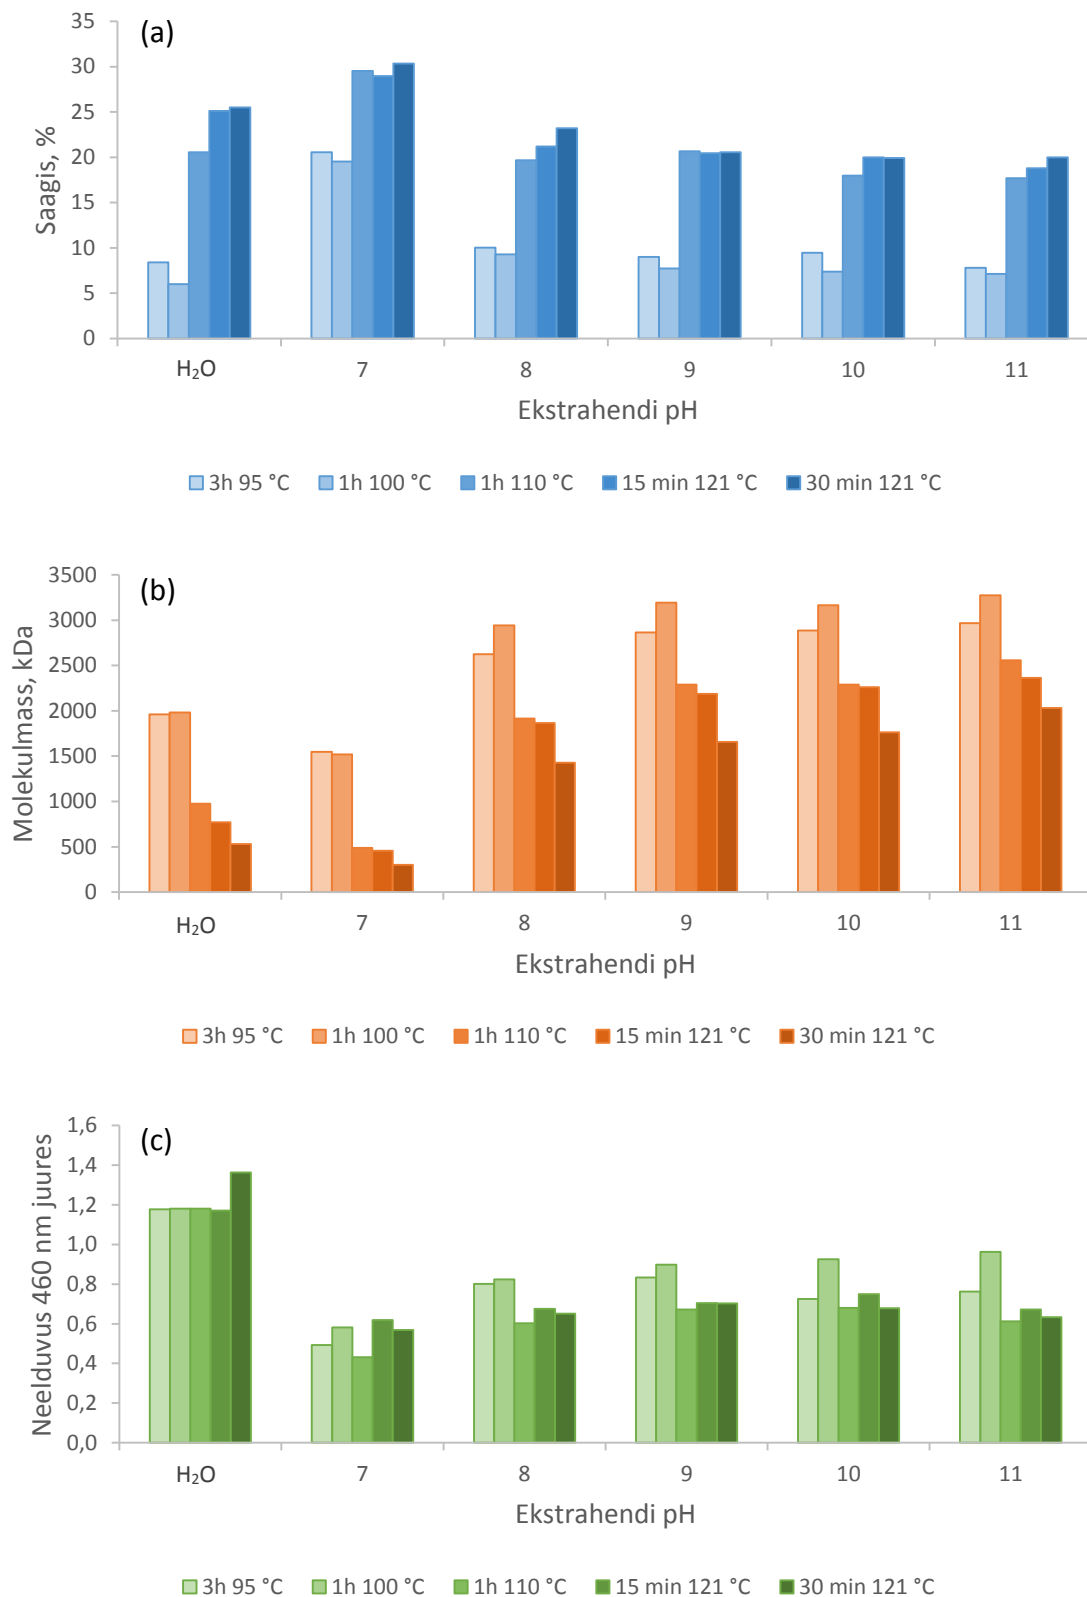 (a)
Saagis, %
35
30
25
20
15
10
5
0
H₂O 7 8 9 10 11
Ekstrahendi pH
3h 95 °C 1h 100 °C 1h 110 °C 15 min 121 °C 30 min 121 °C
(b)
Molekulmass, kDa
3500
3000
2500
2000
1500
1000
500
0
H₂O 7 8 9 10 11
Ekstrahendi pH
3h 95 °C 1h 100 °C 1h 110 °C 15 min 121 °C 30 min 121 °C
(c)
Neelduvus 460 nm juures
1,6
1,4
1,2
1,0
0,8
0,6
0,4
0,2
0,0
H₂O 7 8 9 10 11
Ekstrahendi pH
3h 95 °C 1h 100 °C 1h 110 °C 15 min 121 °C 30 min 121 °C